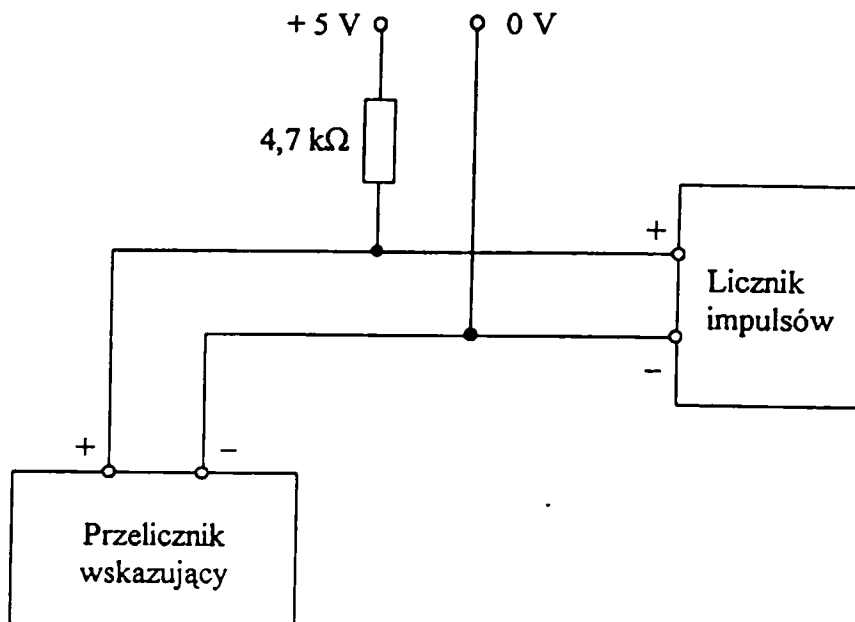 + 5 V 0 V
4,7 kΩ
+
Licznik
impulsów
−
+ −
Przelicznik
wskazujący